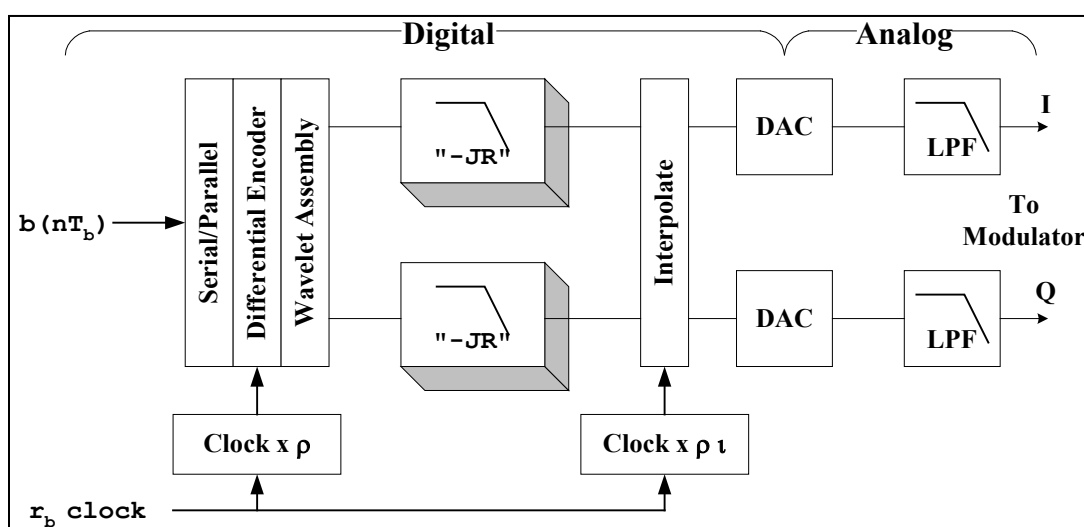 Digital
Analog
b(nT_b)
Serial/Parallel
Differential Encoder
Wavelet Assembly
"-JR"
"-JR"
Interpolate
DAC
DAC
LPF
LPF
I
To
Modulator
Q
Clock x ρ
Clock x ρ ι
r_b clock